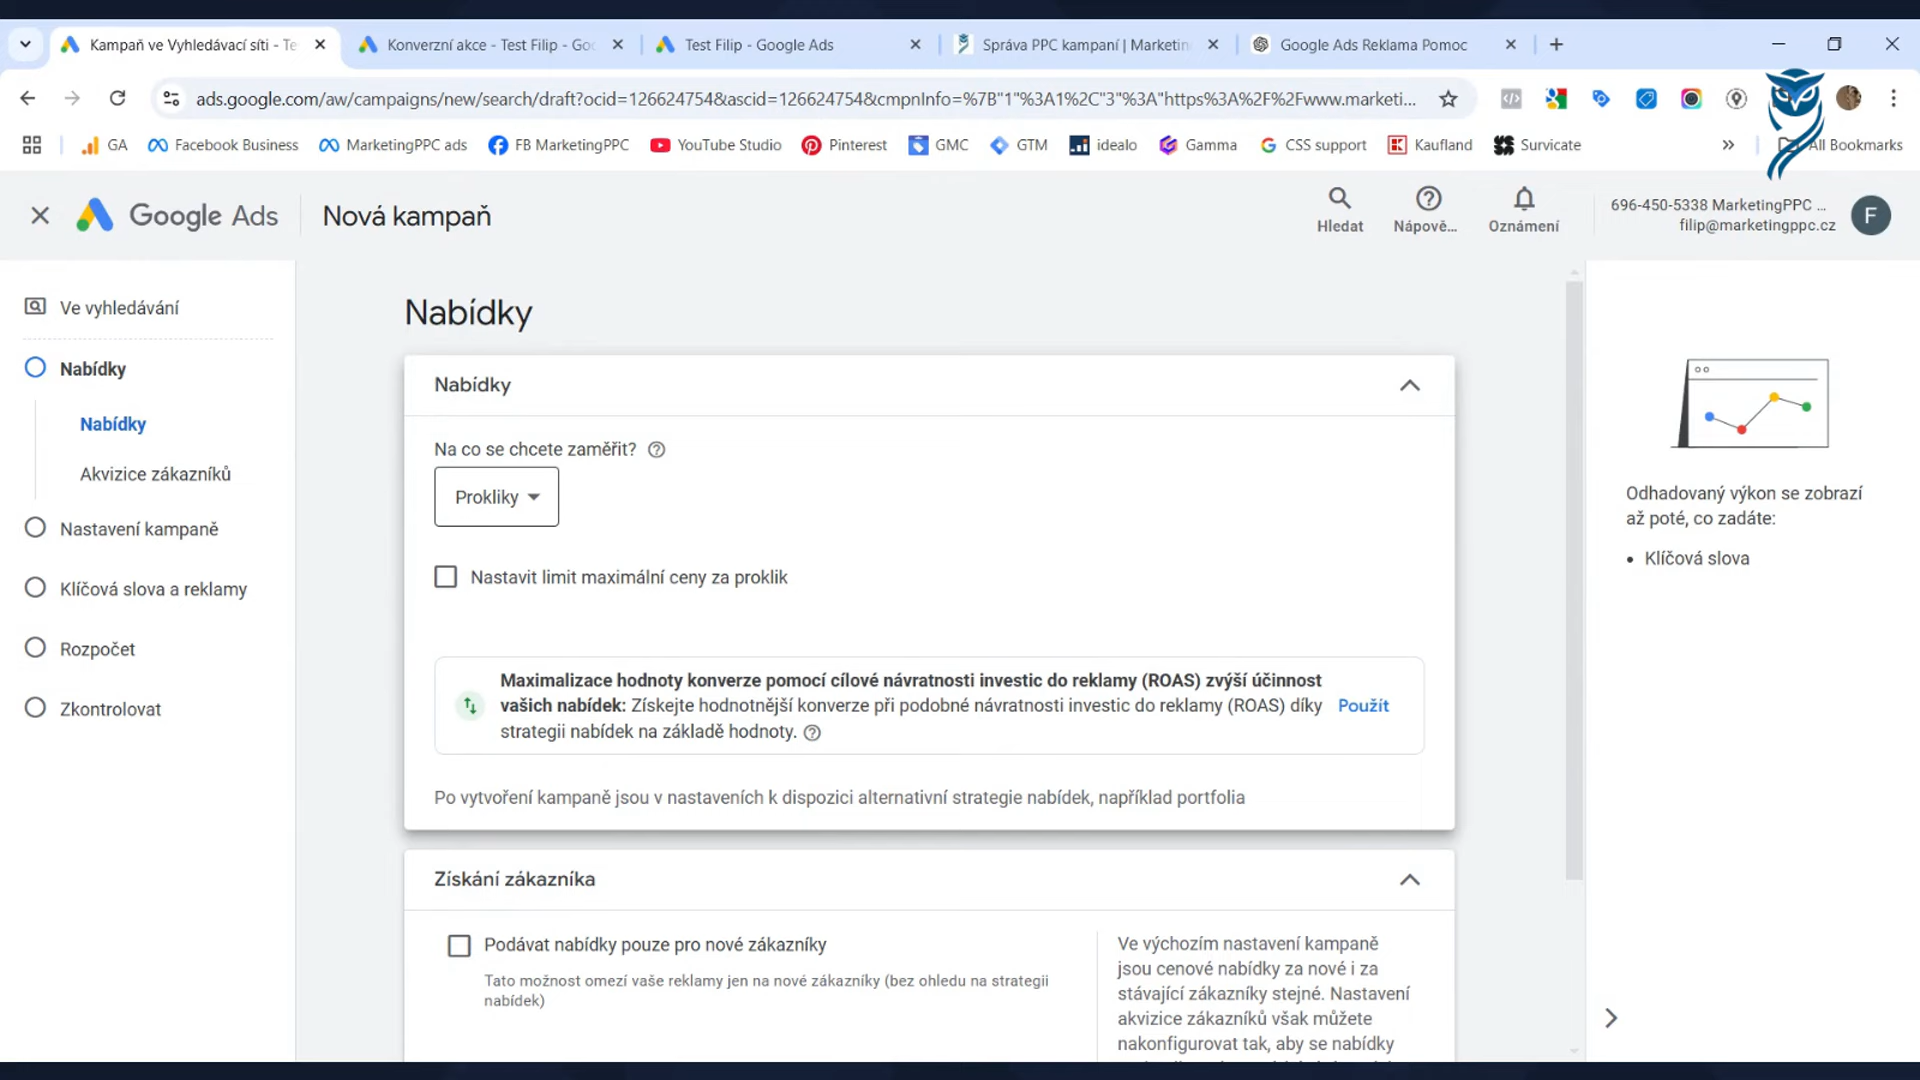 Kampaň ve Vyhledávací síti - Te
Konverzní akce - Test Filip - Goo
Test Filip - Google Ads
Správa PPC kampaní | Marketin
Google Ads Reklama Pomoc
ads.google.com/aw/campaigns/new/search/draft?ocid=126624754&ascid=126624754&cmpnInfo=%7B"1"%3A1%2C"3"%3A"https%3A%2F%2Fwww.marketi...
GA
Facebook Business
MarketingPPC ads
FB MarketingPPC
YouTube Studio
Pinterest
GMC
GTM
idealo
Gamma
CSS support
Kaufland
Survicate
All Bookmarks
Google Ads
Nová kampaň
Hledat
Nápově...
Oznámení
696-450-5338 MarketingPPC ...
filip@marketingppc.cz
F
Ve vyhledávání
Nabídky
Nabídky
Akvizice zákazníků
Nastavení kampaně
Klíčová slova a reklamy
Rozpočet
Zkontrolovat
Nabídky
Nabídky
Na co se chcete zaměřit?
Prokliky
Nastavit limit maximální ceny za proklik
Maximalizace hodnoty konverze pomocí cílové návratnosti investic do reklamy (ROAS) zvýší účinnost
vašich nabídek: Získejte hodnotnější konverze při podobné návratnosti investic do reklamy (ROAS) díky
strategii nabídek na základě hodnoty.
Použít
Po vytvoření kampaně jsou v nastaveních k dispozici alternativní strategie nabídek, například portfolia
Získání zákazníka
Podávat nabídky pouze pro nové zákazníky
Tato možnost omezí vaše reklamy jen na nové zákazníky (bez ohledu na strategii
nabídek)
Ve výchozím nastavení kampaně
jsou cenové nabídky za nové i za
stávající zákazníky stejné. Nastavení
akvizice zákazníků však můžete
nakonfigurovat tak, aby se nabídky
Odhadovaný výkon se zobrazí
až poté, co zadáte:
• Klíčová slova